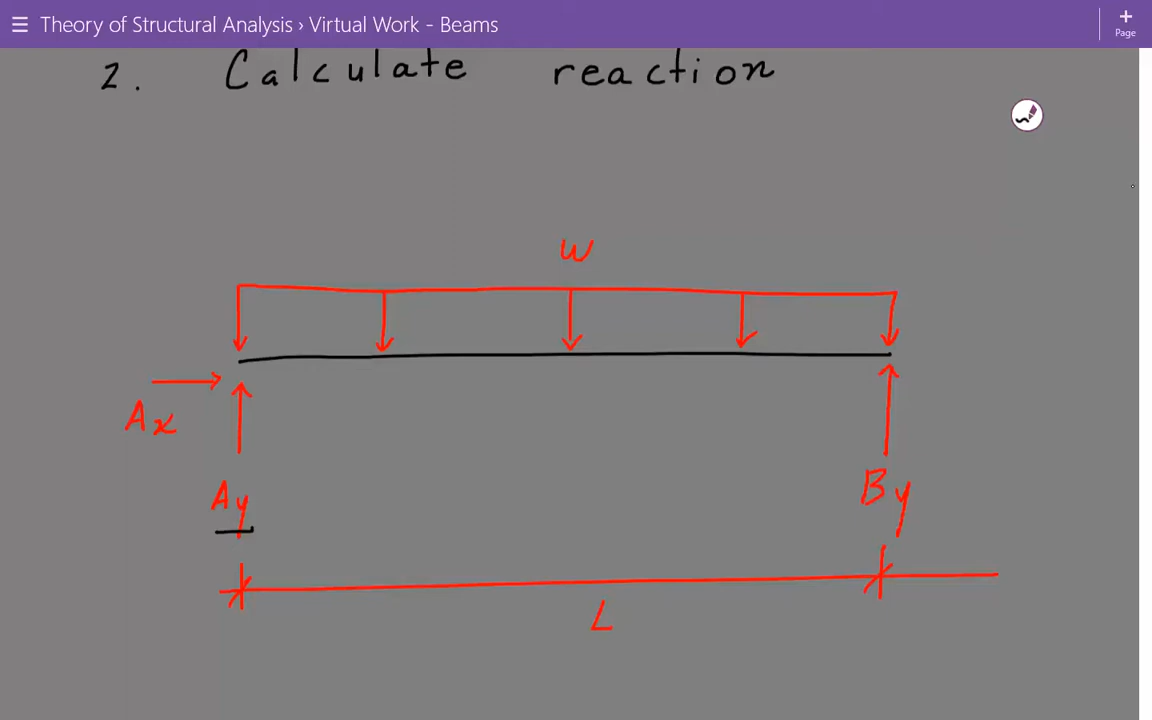 Theory of Structural Analysis › Virtual Work - Beams
Page
2. Calculate reaction
w
Ax
Ay
By
L